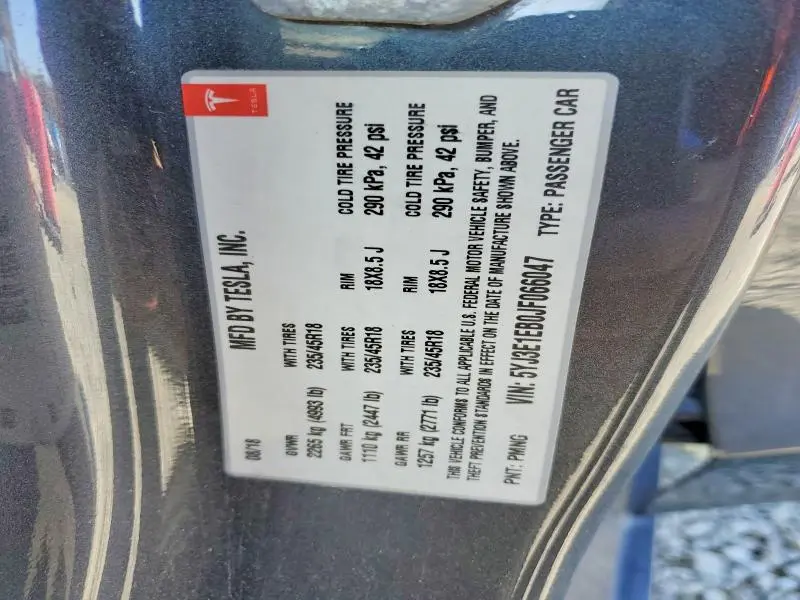 TESLA
MFD BY TESLA, INC.
08/18
GVWR WITH TIRES
2265 kg (4993 lb) 235/45R18
GAWR FRT WITH TIRES RIM COLD TIRE PRESSURE
1110 kg (2447 lb) 235/45R18 18X8.5 J 290 kPa, 42 psi
GAWR RR WITH TIRES RIM COLD TIRE PRESSURE
1257 kg (2771 lb) 235/45R18 18X8.5 J 290 kPa, 42 psi
THIS VEHICLE CONFORMS TO ALL APPLICABLE U.S. FEDERAL MOTOR VEHICLE SAFETY, BUMPER, AND
THEFT PREVENTION STANDARDS IN EFFECT ON THE DATE OF MANUFACTURE SHOWN ABOVE.
PNT: PMNG VIN: 5YJ3E1EB0JF066047 TYPE: PASSENGER CAR